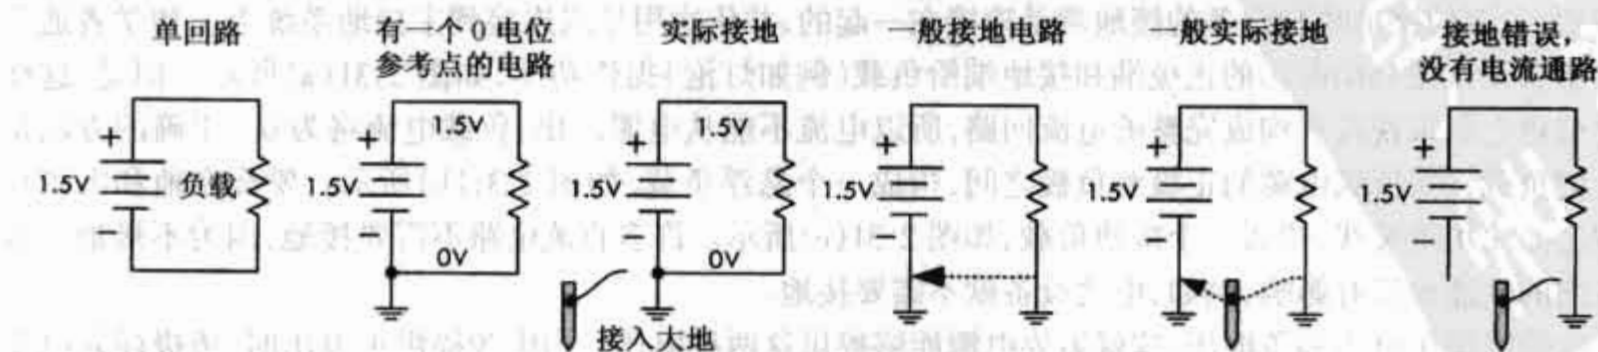 单回路
有一个 0 电位
参考点的电路
实际接地
一般接地电路
一般实际接地
接地错误，
没有电流通路
+
1.5V
负载
−
+
1.5V
1.5V
−
0V
+
1.5V
1.5V
−
0V
接入大地
+
1.5V
−
+
1.5V
−
+
1.5V
−